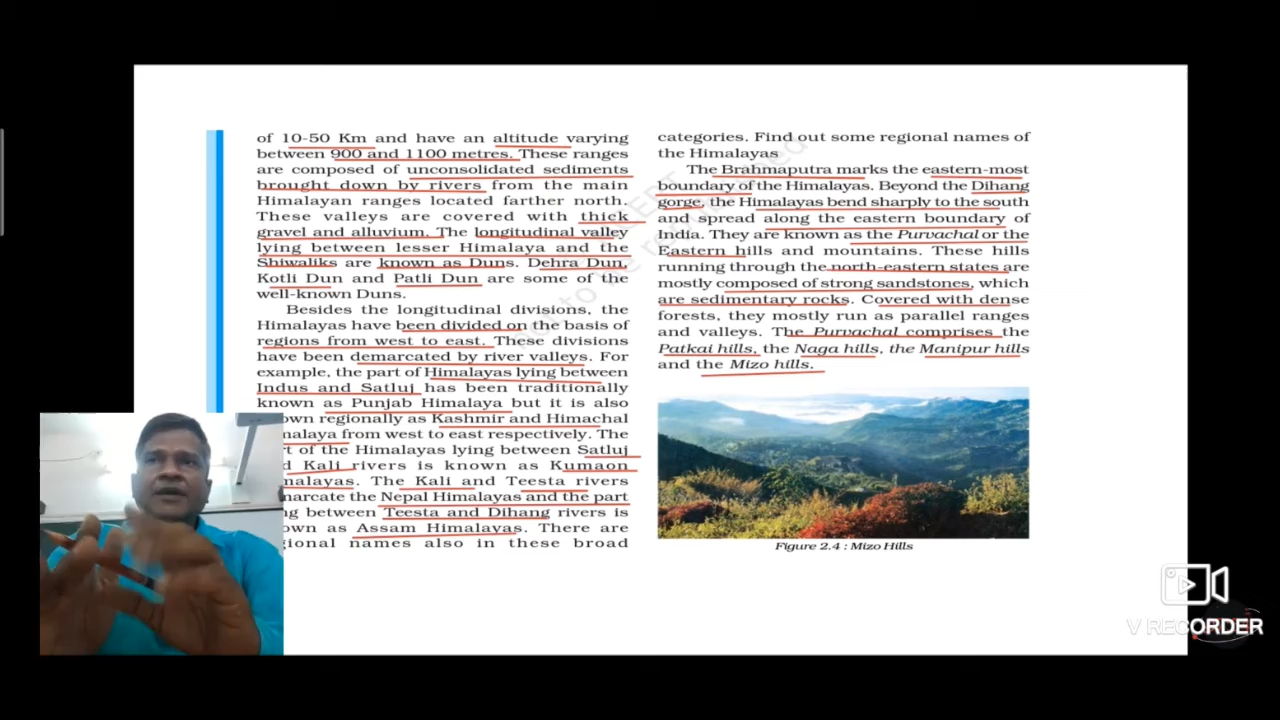 of 10-50 Km and have an altitude varying
between 900 and 1100 metres. These ranges
are composed of unconsolidated sediments
brought down by rivers from the main
Himalayan ranges located farther north.
These valleys are covered with thick
gravel and alluvium. The longitudinal valley
lying between lesser Himalaya and the
Shiwaliks are known as Duns. Dehra Dun,
Kotli Dun and Patli Dun are some of the
well-known Duns.
Besides the longitudinal divisions, the
Himalayas have been divided on the basis of
regions from west to east. These divisions
have been demarcated by river valleys. For
example, the part of Himalayas lying between
Indus and Satluj has been traditionally
known as Punjab Himalaya but it is also
nown regionally as Kashmir and Himachal
nalaya from west to east respectively. The
rt of the Himalayas lying between Satluj
d Kali rivers is known as Kumaon
nalayas. The Kali and Teesta rivers
narcate the Nepal Himalayas and the part
ng between Teesta and Dihang rivers is
own as Assam Himalayas. There are
gional names also in these broad
categories. Find out some regional names of
the Himalayas
The Brahmaputra marks the eastern-most
boundary of the Himalayas. Beyond the Dihang
gorge, the Himalayas bend sharply to the south
and spread along the eastern boundary of
India. They are known as the Purvachal or the
Eastern hills and mountains. These hills
running through the north-eastern states are
mostly composed of strong sandstones, which
are sedimentary rocks. Covered with dense
forests, they mostly run as parallel ranges
and valleys. The Purvachal comprises the
Patkai hills, the Naga hills, the Manipur hills
and the Mizo hills.
Figure 2.4 : Mizo Hills
V RECORDER